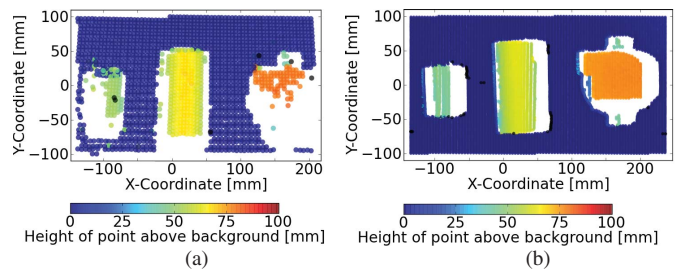 100
50
0
−50
−100
Y-Coordinate [mm]
−100 0 100 200
X-Coordinate [mm]
0 25 50 75 100
Height of point above background [mm]
(a)
100
50
0
−50
−100
Y-Coordinate [mm]
−100 0 100 200
X-Coordinate [mm]
0 25 50 75 100
Height of point above background [mm]
(b)